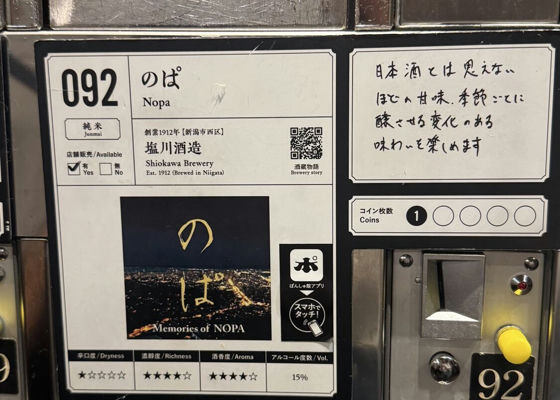 092
のぱ
Nopa
純米
Junmai
店舗販売/Available
有
Yes
無
No
創業1912年【新潟市西区】
塩川酒造
Shiokawa Brewery
Est. 1912 (Brewed in Niigata)
酒蔵物語
Brewery story
のぱ
Memories of NOPA
ポ
ぽんしゅ館アプリ
スマホで
タッチ!
辛口度/Dryness
濃醇度/Richness
酒香度/Aroma
アルコール度数/Vol.
★☆☆☆☆
★★★★☆
★★★★☆
15%
日本酒とは思えない
ほどの甘味、季節ごとに
醸させる変化のある
味わいを楽しめます
コイン枚数
Coins
1
9
92